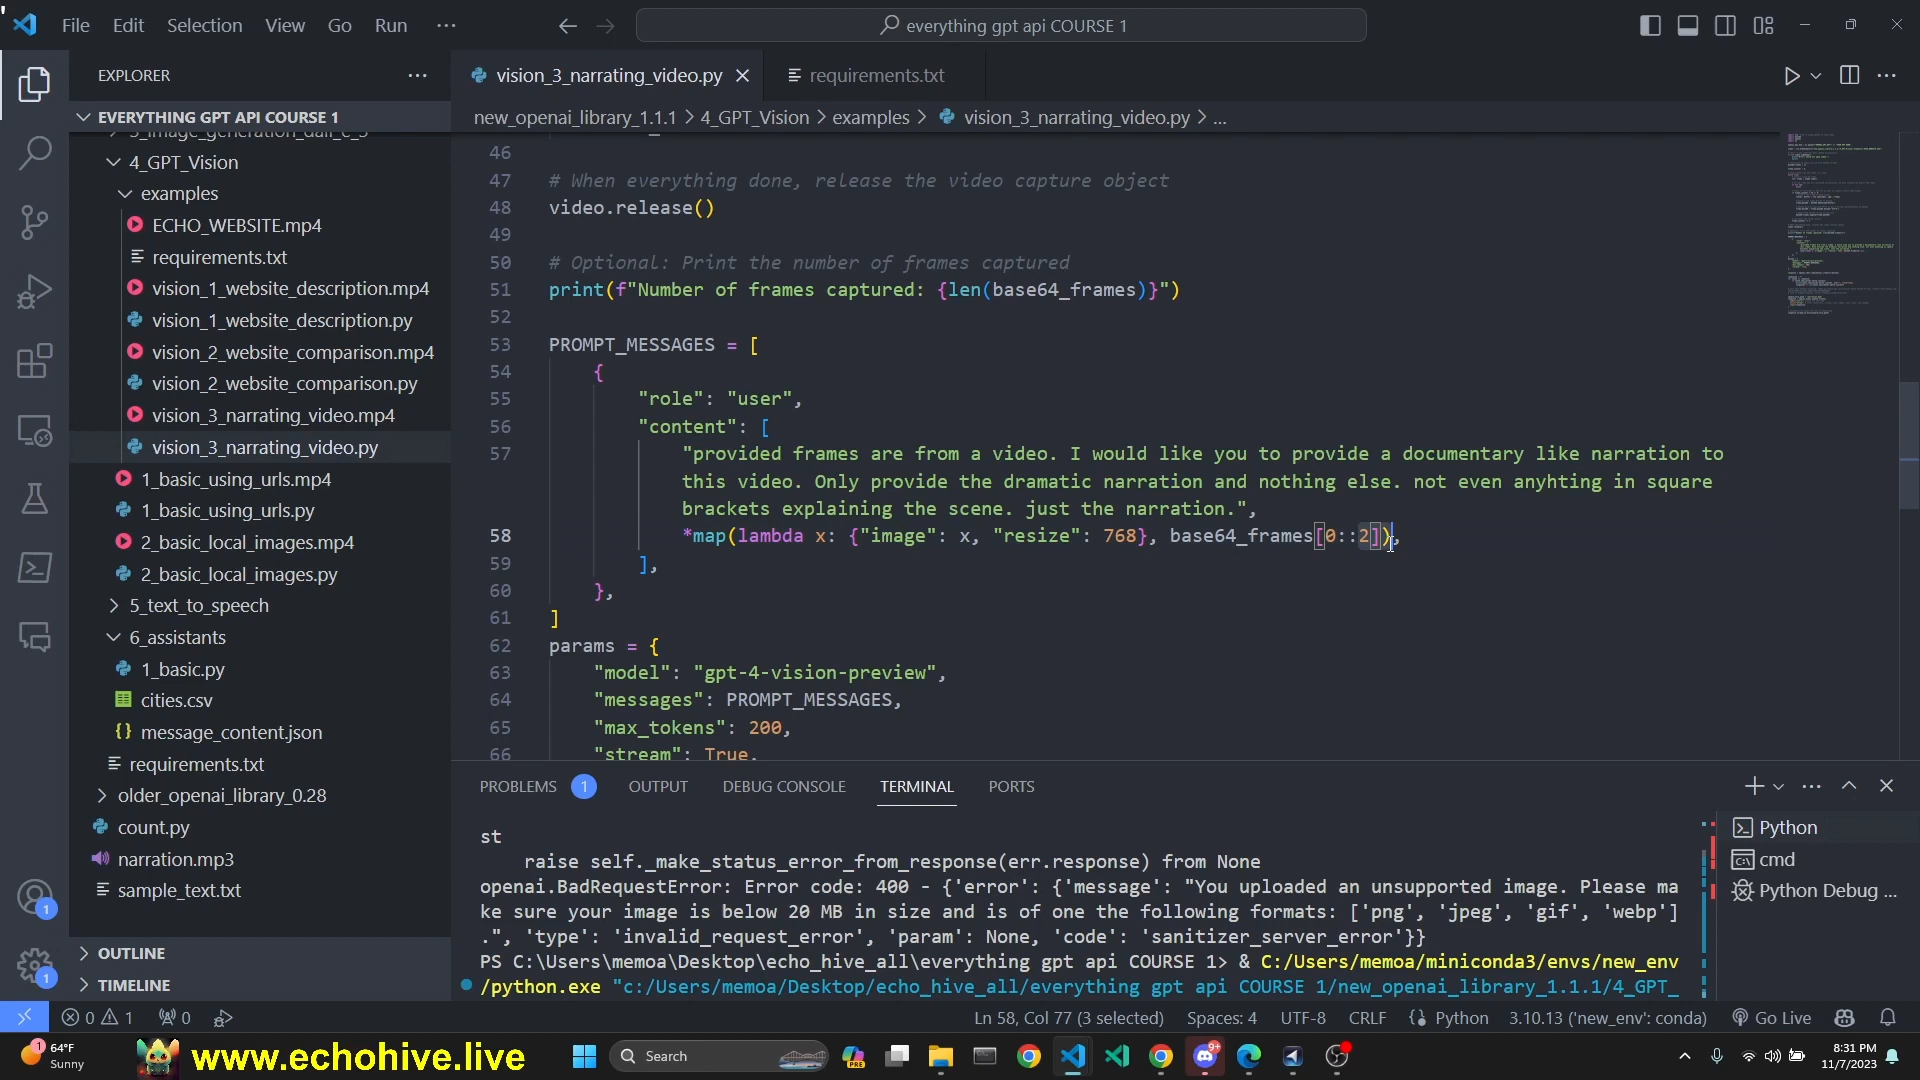 File Edit Selection View Go Run ···
everything gpt api COURSE 1
EXPLORER
EVERYTHING GPT API COURSE 1
3_image_generation_dall_e_3
4_GPT_Vision
examples
ECHO_WEBSITE.mp4
requirements.txt
vision_1_website_description.mp4
vision_1_website_description.py
vision_2_website_comparison.mp4
vision_2_website_comparison.py
vision_3_narrating_video.mp4
vision_3_narrating_video.py
1_basic_using_urls.mp4
1_basic_using_urls.py
2_basic_local_images.mp4
2_basic_local_images.py
5_text_to_speech
6_assistants
1_basic.py
cities.csv
message_content.json
requirements.txt
older_openai_library_0.28
count.py
narration.mp3
sample_text.txt
OUTLINE
TIMELINE
vision_3_narrating_video.py
requirements.txt
new_openai_library_1.1.1 > 4_GPT_Vision > examples > vision_3_narrating_video.py > ...
46
47 # When everything done, release the video capture object
48 video.release()
49
50 # Optional: Print the number of frames captured
51 print(f"Number of frames captured: {len(base64_frames)}")
52
53 PROMPT_MESSAGES = [
54 {
55 "role": "user",
56 "content": [
57 "provided frames are from a video. I would like you to provide a documentary like narration to
this video. Only provide the dramatic narration and nothing else. not even anyhting in square
brackets explaining the scene. just the narration.",
58 *map(lambda x: {"image": x, "resize": 768}, base64_frames[0::2]),
59 ],
60 },
61 ]
62 params = {
63 "model": "gpt-4-vision-preview",
64 "messages": PROMPT_MESSAGES,
65 "max_tokens": 200,
66 "stream": True,
PROBLEMS 1 OUTPUT DEBUG CONSOLE TERMINAL PORTS
st
raise self._make_status_error_from_response(err.response) from None
openai.BadRequestError: Error code: 400 - {'error': {'message': "You uploaded an unsupported image. Please ma
ke sure your image is below 20 MB in size and is of one the following formats: ['png', 'jpeg', 'gif', 'webp']
.", 'type': 'invalid_request_error', 'param': None, 'code': 'sanitizer_server_error'}}
PS C:\Users\memoa\Desktop\echo_hive_all\everything gpt api COURSE 1> & C:/Users/memoa/miniconda3/envs/new_env
/python.exe "c:/Users/memoa/Desktop/echo_hive_all/everything gpt api COURSE 1/new_openai_library_1.1.1/4_GPT_
Python
cmd
Python Debug ...
1
1
0 1 0
Ln 58, Col 77 (3 selected) Spaces: 4 UTF-8 CRLF Python 3.10.13 ('new_env': conda) Go Live
1
64°F
Sunny
www.echohive.live
Search
PRE
9+
8:31 PM
11/7/2023